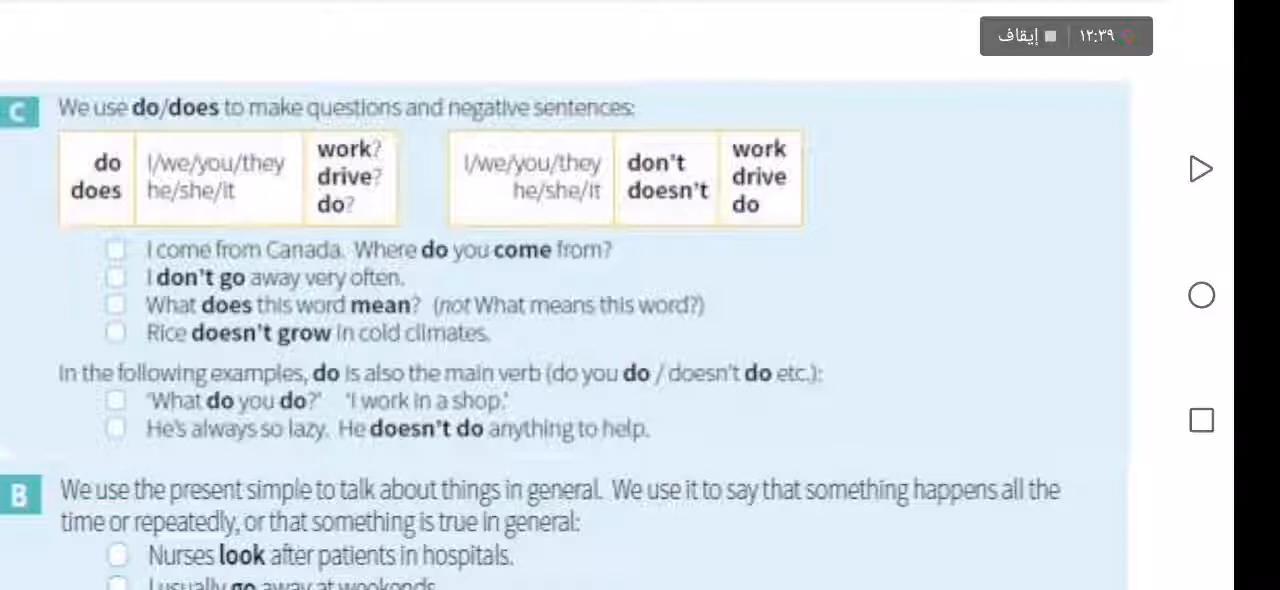 إيقاف ١٢:٣٩
C We use do/does to make questions and negative sentences:
do I/we/you/they work?
does he/she/it drive?
do?
I/we/you/they don't work
he/she/it doesn't drive
do
I come from Canada. Where do you come from?
I don't go away very often.
What does this word mean? (not What means this word?)
Rice doesn't grow in cold climates.
In the following examples, do is also the main verb (do you do / doesn't do etc.):
'What do you do?' 'I work in a shop.'
He's always so lazy. He doesn't do anything to help.
B We use the present simple to talk about things in general. We use it to say that something happens all the
time or repeatedly, or that something is true in general:
Nurses look after patients in hospitals.
I usually go away at weekends